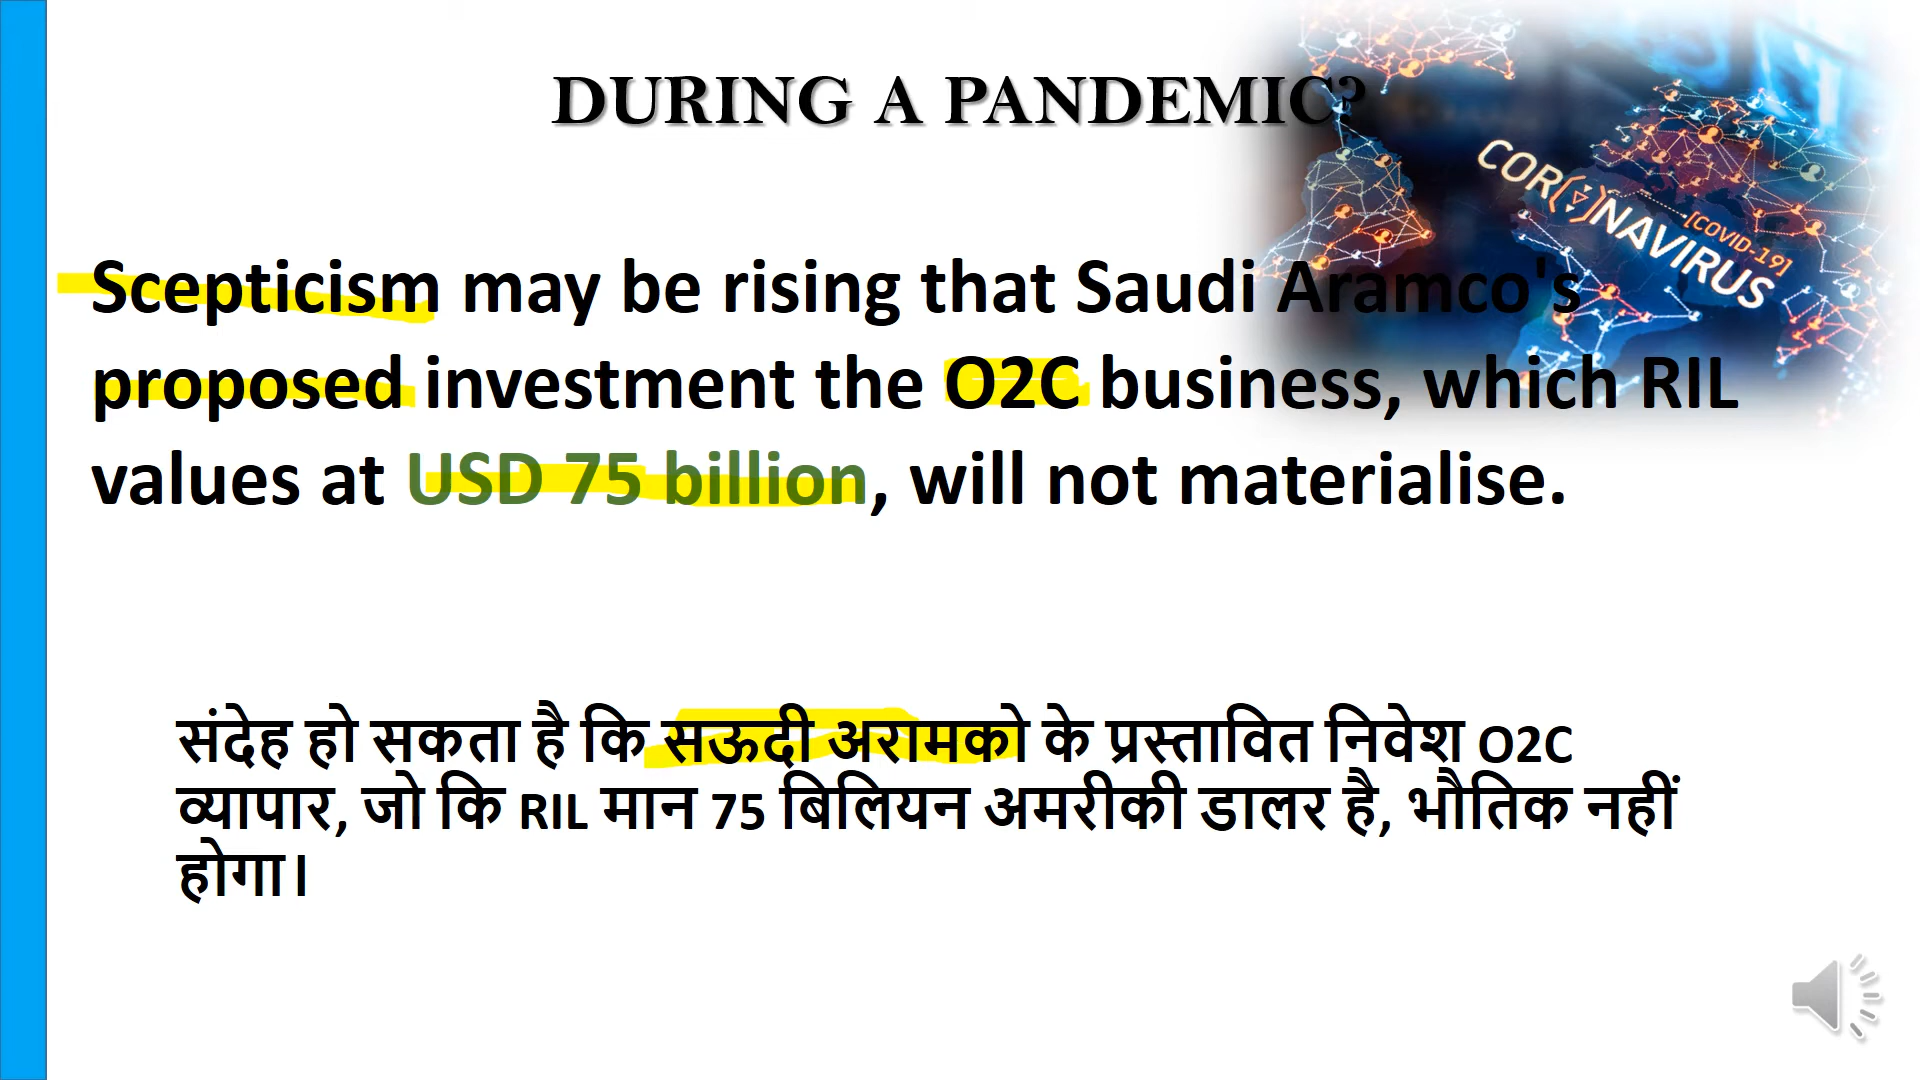 DURING A PANDEMIC?
COR()NAVIRUS
[COVID-19]
Scepticism may be rising that Saudi Aramco's
proposed investment the O2C business, which RIL
values at USD 75 billion, will not materialise.
संदेह हो सकता है कि सऊदी अरामको के प्रस्तावित निवेश O2C
व्यापार, जो कि RIL मान 75 बिलियन अमरीकी डालर है, भौतिक नहीं
होगा।